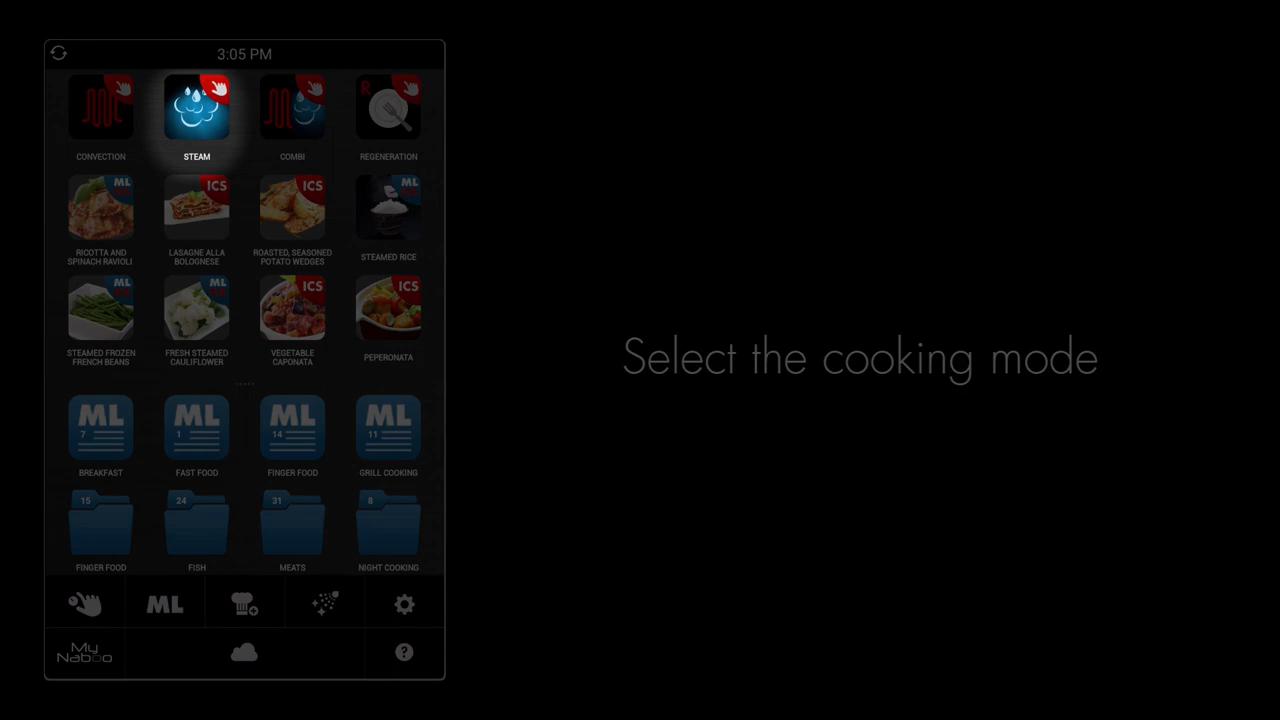 3:05 PM
CONVECTION
STEAM
COMBI
R
REGENERATION
ML
ICS
ICS
ML
RICOTTA AND
SPINACH RAVIOLI
LASAGNE ALLA
BOLOGNESE
ROASTED, SEASONED
POTATO WEDGES
STEAMED RICE
ML
ML
ICS
ICS
STEAMED FROZEN
FRENCH BEANS
FRESH STEAMED
CAULIFLOWER
VEGETABLE
CAPONATA
PEPERONATA
Select the cooking mode
ML
7
ML
1
ML
14
ML
11
BREAKFAST
FAST FOOD
FINGER FOOD
GRILL COOKING
15
24
31
8
FINGER FOOD
FISH
MEATS
NIGHT COOKING
ML
My
Naboo
?